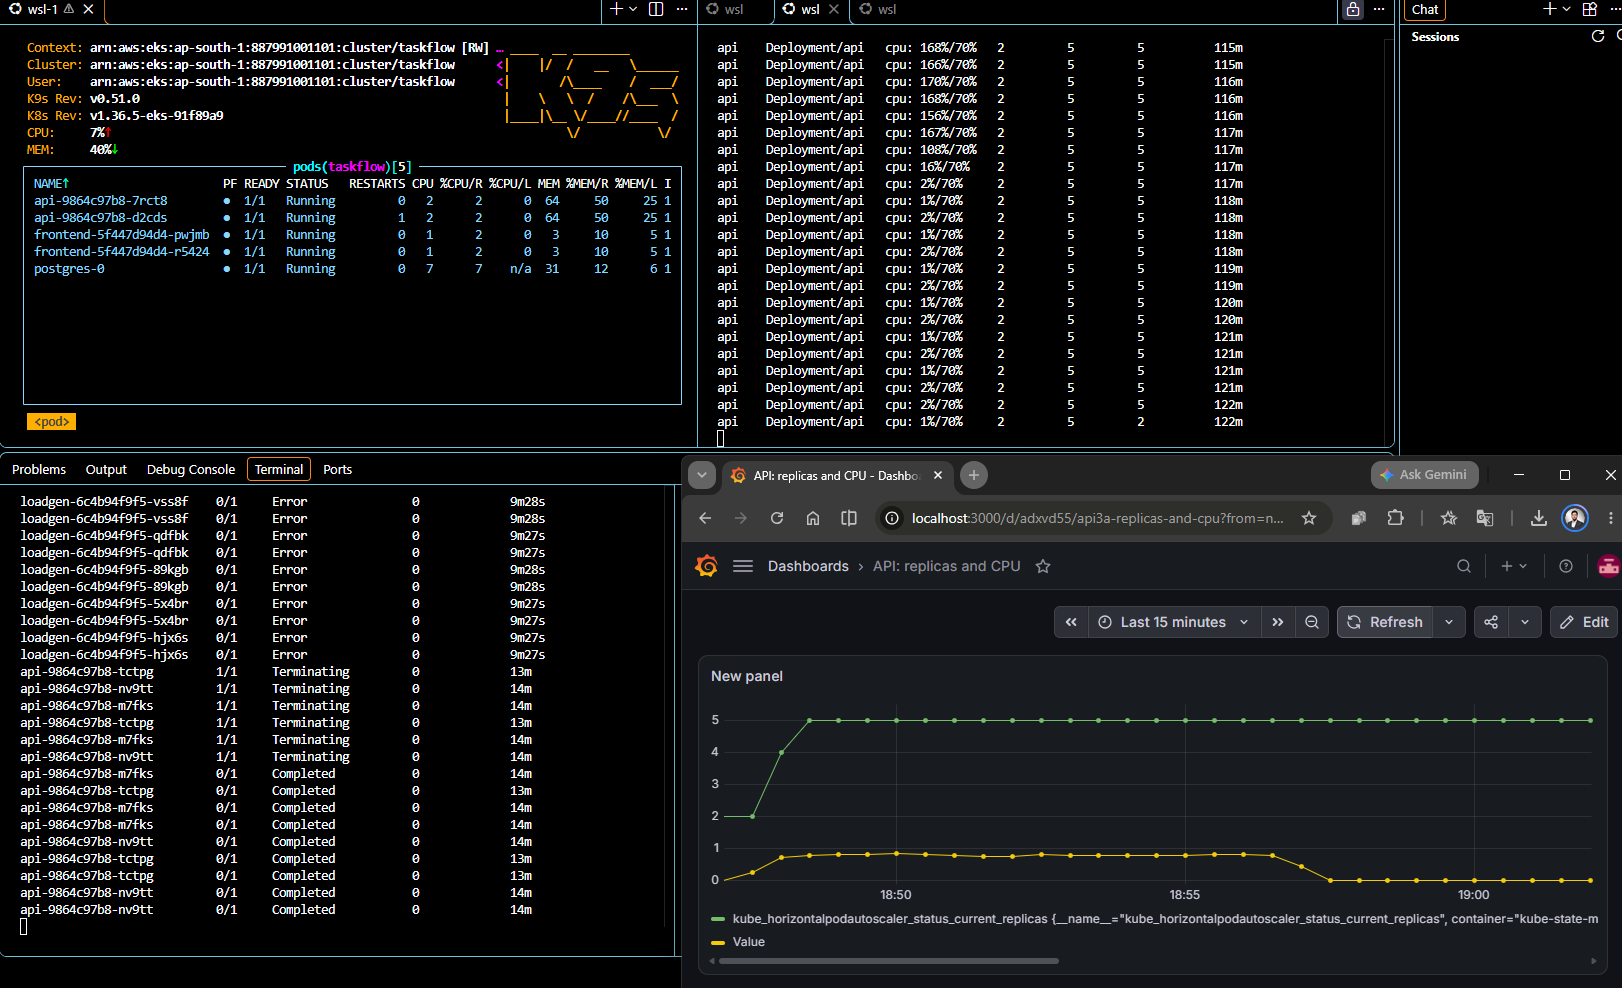 wsl-1
Context: arn:aws:eks:ap-south-1:887991001101:cluster/taskflow [RW] …
Cluster: arn:aws:eks:ap-south-1:887991001101:cluster/taskflow <
User: arn:aws:eks:ap-south-1:887991001101:cluster/taskflow <
K9s Rev: v0.51.0
K8s Rev: v1.36.5-eks-91f89a9
CPU: 7%↑
MEM: 40%↓
pods(taskflow)[5]
NAME↑ PF READY STATUS RESTARTS CPU %CPU/R %CPU/L MEM %MEM/R %MEM/L I
api-9864c97b8-7rct8 ● 1/1 Running 0 2 2 0 64 50 25 1
api-9864c97b8-d2cds ● 1/1 Running 1 2 2 0 64 50 25 1
frontend-5f447d94d4-pwjmb ● 1/1 Running 0 1 2 0 3 10 5 1
frontend-5f447d94d4-r5424 ● 1/1 Running 0 1 2 0 3 10 5 1
postgres-0 ● 1/1 Running 0 7 7 n/a 31 12 6 1
<pod>
wsl wsl wsl
api Deployment/api cpu: 168%/70% 2 5 5 115m
api Deployment/api cpu: 166%/70% 2 5 5 115m
api Deployment/api cpu: 170%/70% 2 5 5 116m
api Deployment/api cpu: 168%/70% 2 5 5 116m
api Deployment/api cpu: 156%/70% 2 5 5 116m
api Deployment/api cpu: 167%/70% 2 5 5 117m
api Deployment/api cpu: 108%/70% 2 5 5 117m
api Deployment/api cpu: 16%/70% 2 5 5 117m
api Deployment/api cpu: 2%/70% 2 5 5 117m
api Deployment/api cpu: 1%/70% 2 5 5 118m
api Deployment/api cpu: 2%/70% 2 5 5 118m
api Deployment/api cpu: 1%/70% 2 5 5 118m
api Deployment/api cpu: 2%/70% 2 5 5 118m
api Deployment/api cpu: 1%/70% 2 5 5 119m
api Deployment/api cpu: 2%/70% 2 5 5 119m
api Deployment/api cpu: 1%/70% 2 5 5 120m
api Deployment/api cpu: 2%/70% 2 5 5 120m
api Deployment/api cpu: 1%/70% 2 5 5 121m
api Deployment/api cpu: 2%/70% 2 5 5 121m
api Deployment/api cpu: 1%/70% 2 5 5 121m
api Deployment/api cpu: 2%/70% 2 5 5 121m
api Deployment/api cpu: 2%/70% 2 5 5 122m
api Deployment/api cpu: 1%/70% 2 5 2 122m
Chat
Sessions
Problems Output Debug Console Terminal Ports
loadgen-6c4b94f9f5-vss8f 0/1 Error 0 9m28s
loadgen-6c4b94f9f5-vss8f 0/1 Error 0 9m28s
loadgen-6c4b94f9f5-qdfbk 0/1 Error 0 9m27s
loadgen-6c4b94f9f5-qdfbk 0/1 Error 0 9m27s
loadgen-6c4b94f9f5-89kgb 0/1 Error 0 9m28s
loadgen-6c4b94f9f5-89kgb 0/1 Error 0 9m28s
loadgen-6c4b94f9f5-5x4br 0/1 Error 0 9m27s
loadgen-6c4b94f9f5-5x4br 0/1 Error 0 9m27s
loadgen-6c4b94f9f5-hjx6s 0/1 Error 0 9m27s
loadgen-6c4b94f9f5-hjx6s 0/1 Error 0 9m27s
api-9864c97b8-tctpg 1/1 Terminating 0 13m
api-9864c97b8-nv9tt 1/1 Terminating 0 14m
api-9864c97b8-m7fks 1/1 Terminating 0 14m
api-9864c97b8-tctpg 1/1 Terminating 0 13m
api-9864c97b8-m7fks 1/1 Terminating 0 14m
api-9864c97b8-nv9tt 1/1 Terminating 0 14m
api-9864c97b8-m7fks 0/1 Completed 0 14m
api-9864c97b8-tctpg 0/1 Completed 0 13m
api-9864c97b8-m7fks 0/1 Completed 0 14m
api-9864c97b8-m7fks 0/1 Completed 0 14m
api-9864c97b8-nv9tt 0/1 Completed 0 14m
api-9864c97b8-tctpg 0/1 Completed 0 13m
api-9864c97b8-tctpg 0/1 Completed 0 13m
api-9864c97b8-nv9tt 0/1 Completed 0 14m
api-9864c97b8-nv9tt 0/1 Completed 0 14m
API: replicas and CPU - Dashbo
Ask Gemini
localhost:3000/d/adxvd55/api3a-replicas-and-cpu?from=n...
Dashboards › API: replicas and CPU
Last 15 minutes
Refresh
Edit
New panel
5
4
3
2
1
0
18:50 18:55 19:00
kube_horizontalpodautoscaler_status_current_replicas {__name__="kube_horizontalpodautoscaler_status_current_replicas", container="kube-state-m
Value